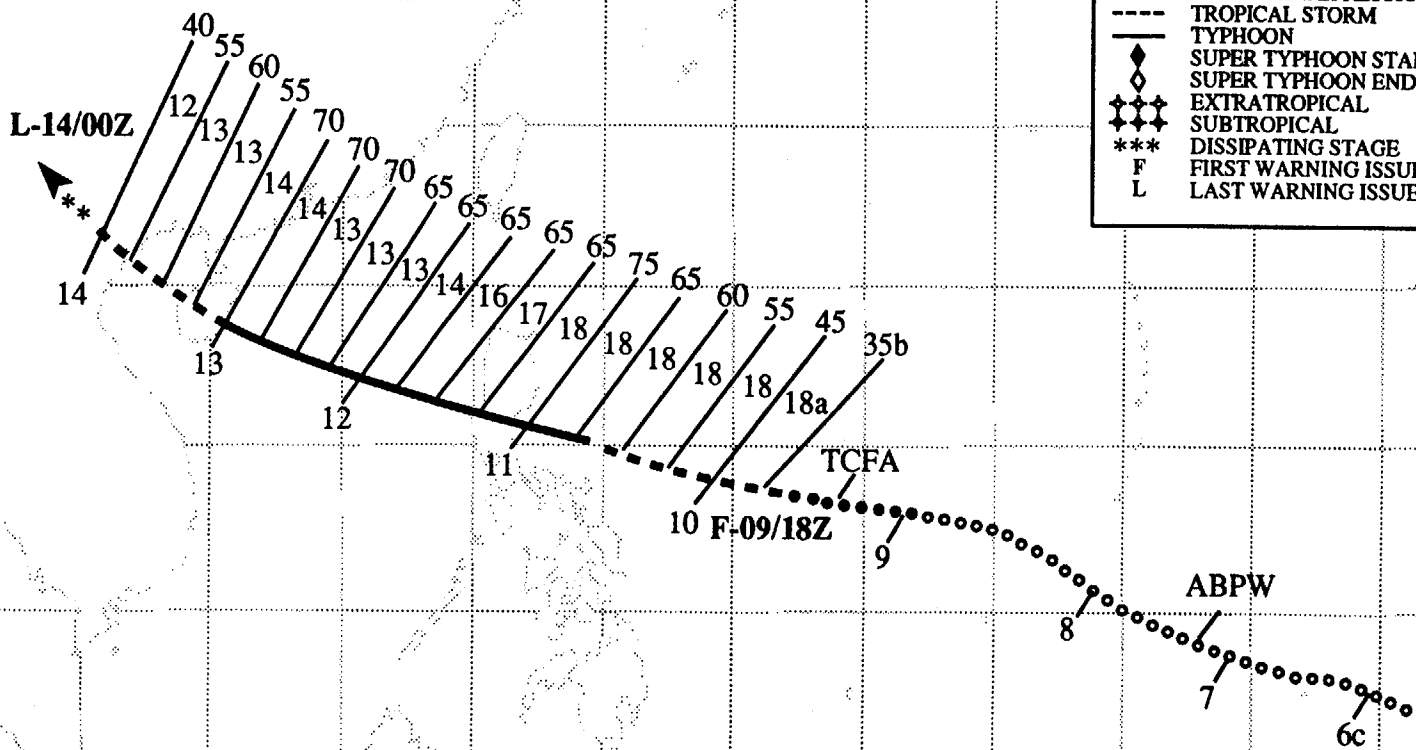 TROPICAL STORM
TYPHOON
SUPER TYPHOON
SUPER TYPHOON END
EXTRATROPICAL
SUBTROPICAL
*** DISSIPATING STAGE
F FIRST WARNING
L LAST WARNING
L-14/00Z
40
55
60
55
70
70
70
65
65
65
65
65
75
65
60
55
45
35b
12
13
13
14
14
13
13
13
14
16
17
18
18
18
18
18
18a
14
13
12
11
10
F-09/18Z
TCFA
9
8
ABPW
7
6c